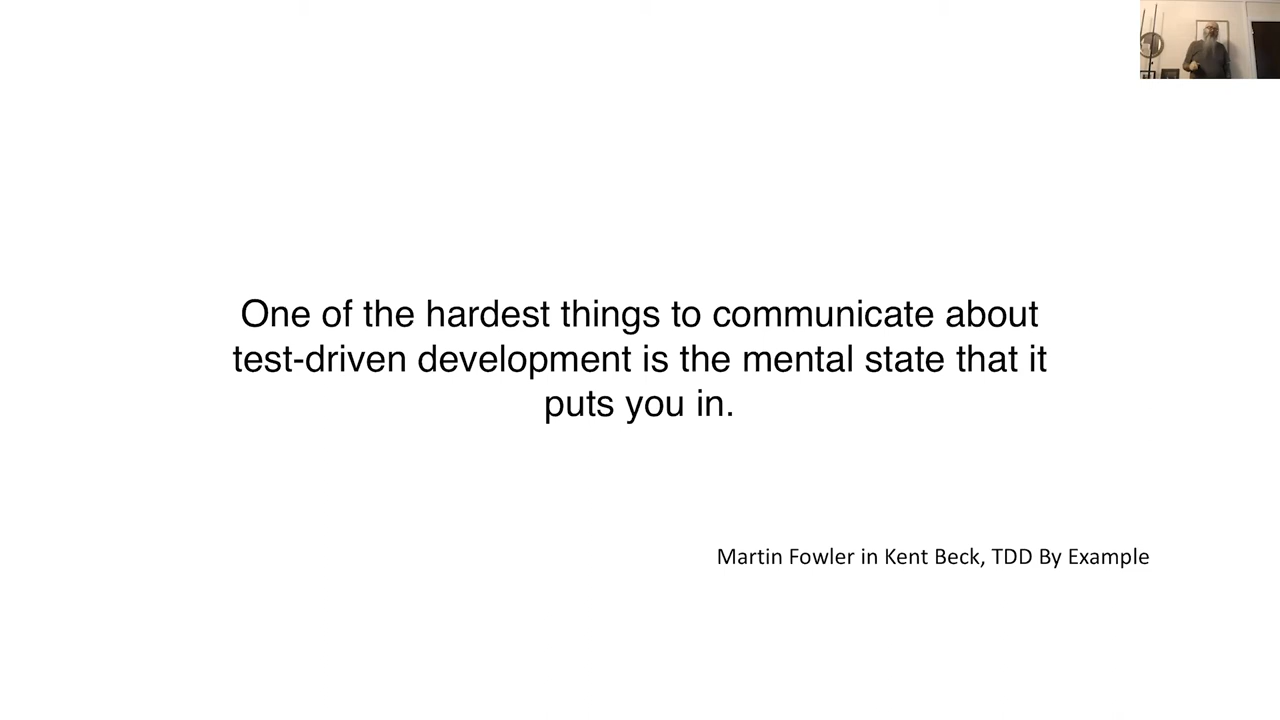 One of the hardest things to communicate about
test-driven development is the mental state that it
puts you in.
Martin Fowler in Kent Beck, TDD By Example